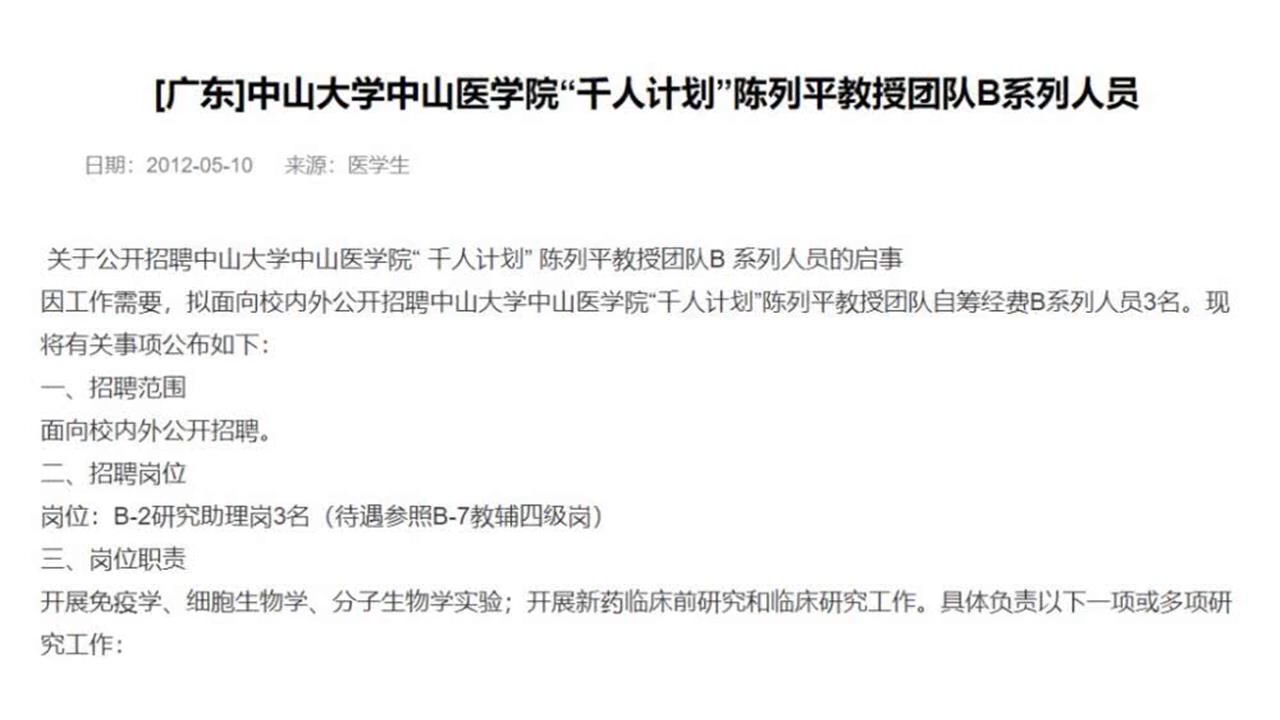 [广东]中山大学中山医学院“千人计划”陈列平教授团队B系列人员
日期：2012-05-10 来源：医学生
关于公开招聘中山大学中山医学院“ 千人计划” 陈列平教授团队B 系列人员的启事
因工作需要，拟面向校内外公开招聘中山大学中山医学院“千人计划”陈列平教授团队自筹经费B系列人员3名。现
将有关事项公布如下：
一、招聘范围
面向校内外公开招聘。
二、招聘岗位
岗位：B-2研究助理岗3名（待遇参照B-7教辅四级岗）
三、岗位职责
开展免疫学、细胞生物学、分子生物学实验；开展新药临床前研究和临床研究工作。具体负责以下一项或多项研
究工作：